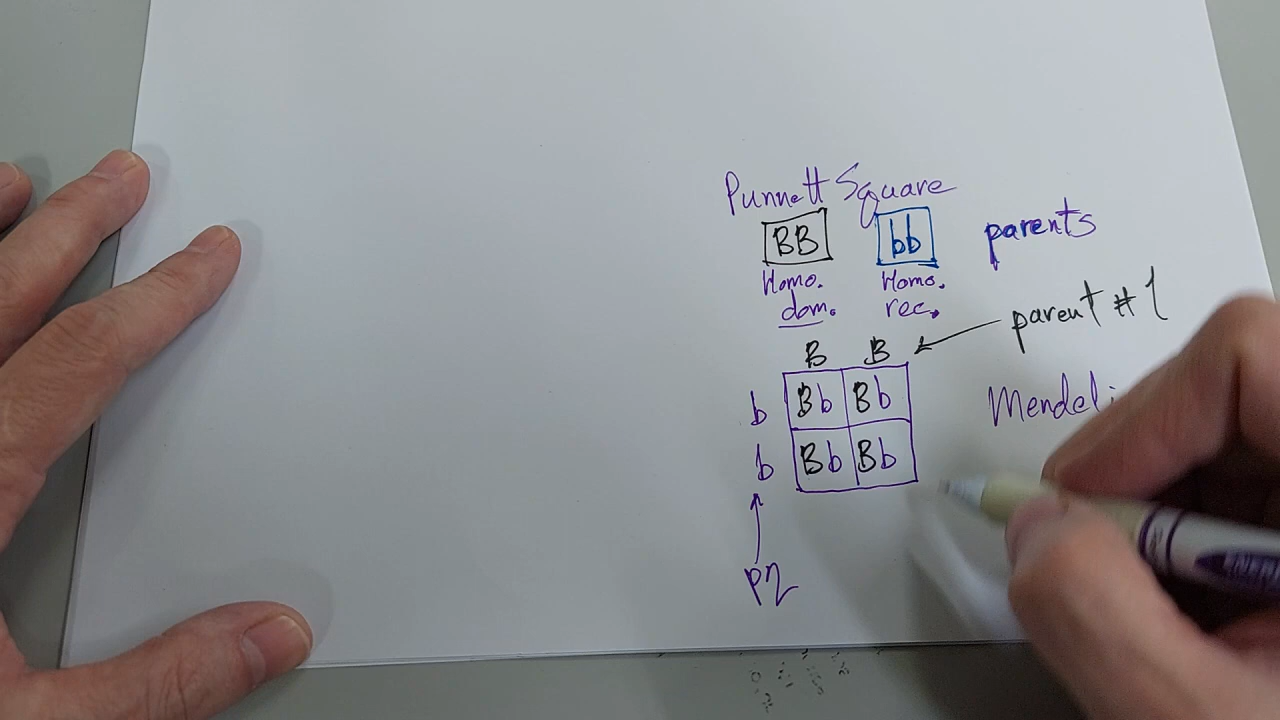 Punnett Square
BB bb parents
Homo. Homo.
dom. rec.
parent #1
B B
b Bb Bb
b Bb Bb
P2